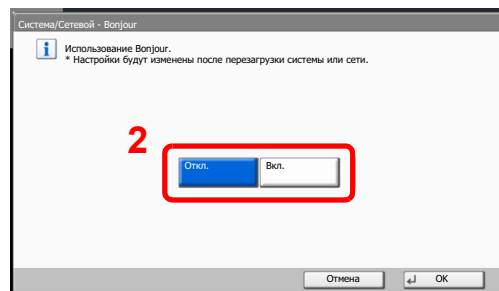 Система/Сетевой - Bonjour
Использование Bonjour.
* Настройки будут изменены после перезагрузки системы или сети.
2
Откл. Вкл.
Отмена OK